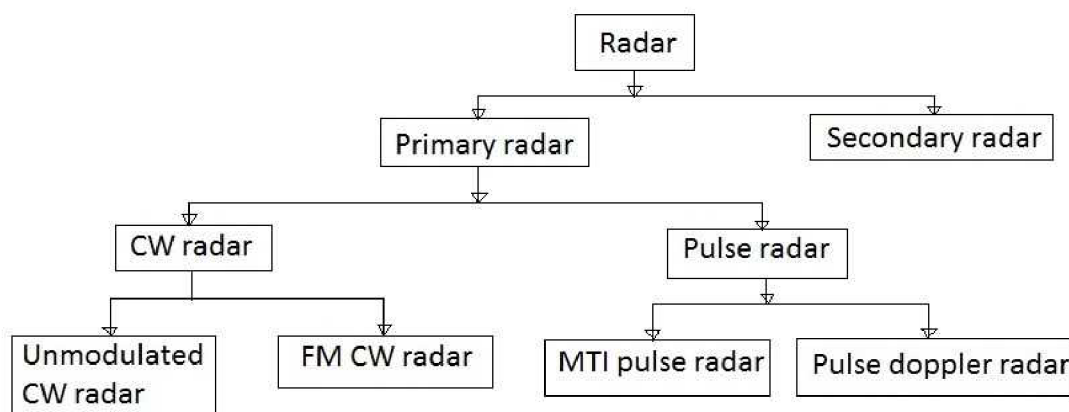 Radar
Primary radar
Secondary radar
CW radar
Pulse radar
Unmodulated
CW radar
FM CW radar
MTI pulse radar
Pulse doppler radar